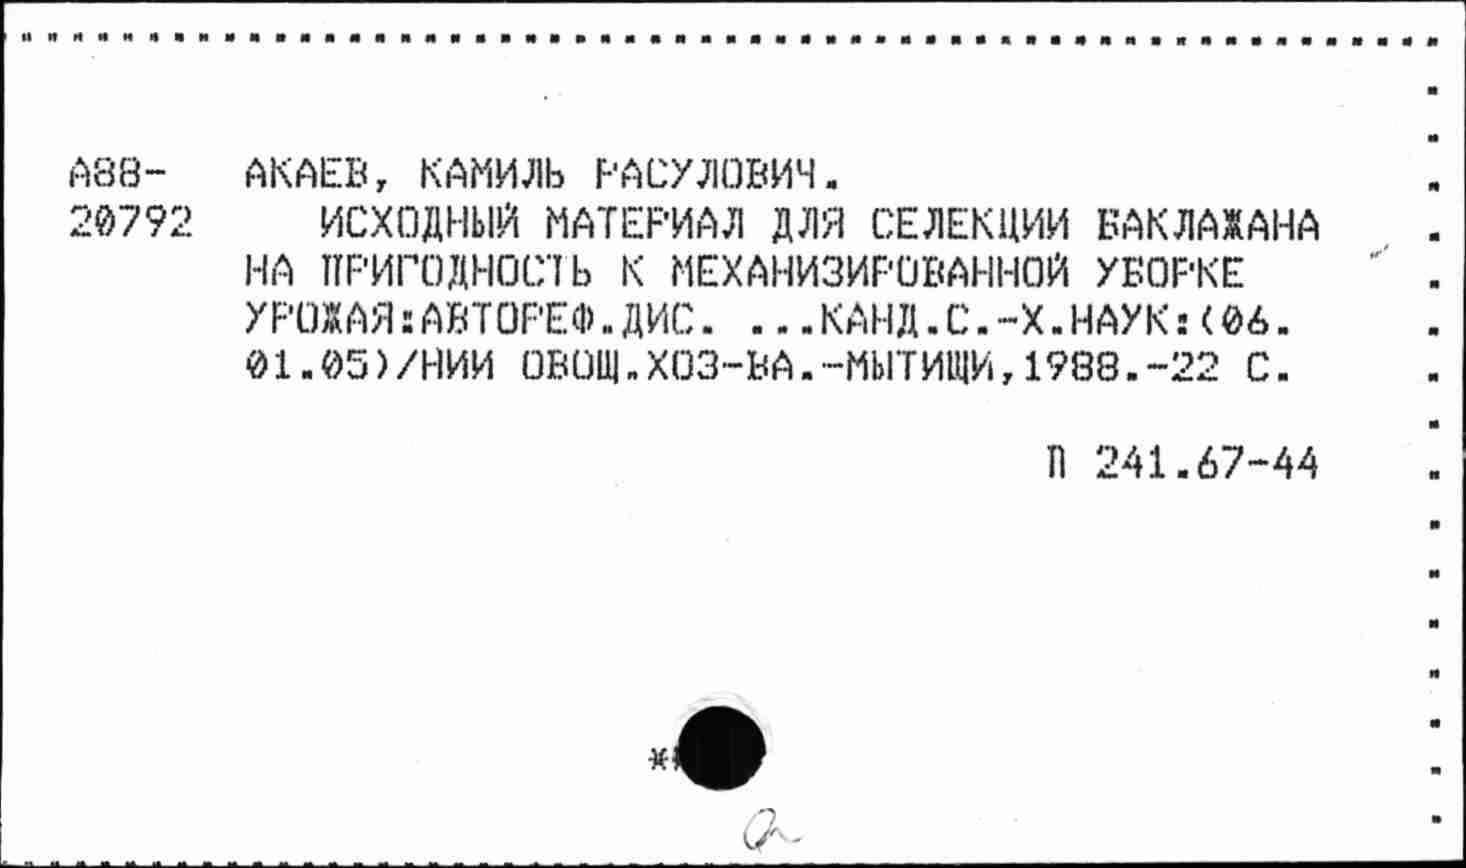 А88- АКАЕВ, КАМИЛЬ РАСУЛОВИЧ.
20792 ИСХОДНЫЙ МАТЕРИАЛ ДЛЯ СЕЛЕКЦИИ БАКЛАЖАНА
НА ПРИГОДНОСТЬ К МЕХАНИЗИРОВАННОЙ УБОРКЕ
УРОЖАЯ:АВТОРЕФ.ДИС. ...КАНД.С.-Х.НАУК:(06.
01.05)/НИИ ОВОЩ.ХОЗ-ВА.-МЫТИЩИ,1988.-22 С.
П 241.67-44